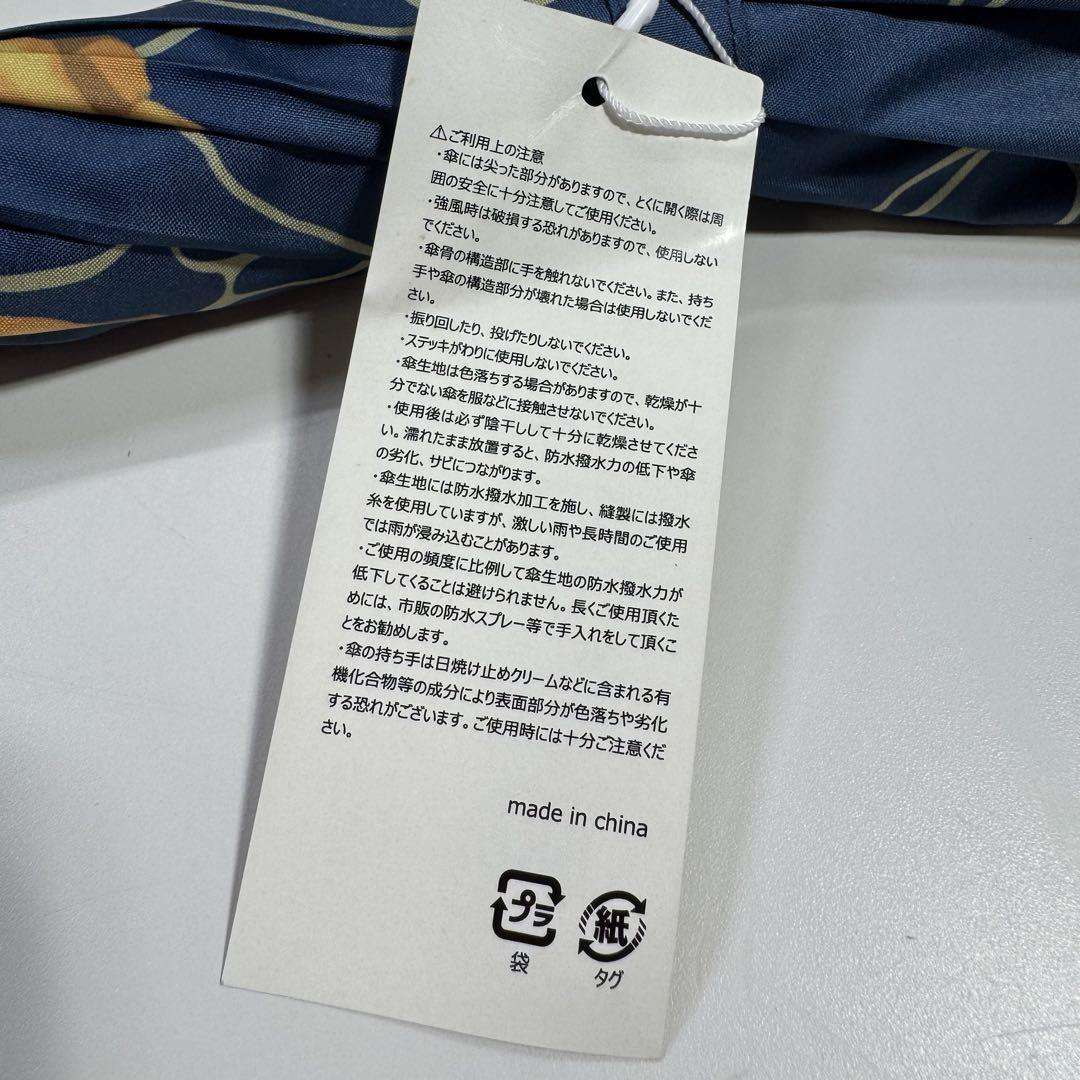 ⚠ご利用上の注意
・傘には尖った部分がありますので、とくに開く際は周
囲の安全に十分注意してご使用ください。
・強風時は破損する恐れがありますので、使用しない
でください。
・傘骨の構造部に手を触れないでください。また、持ち
手や傘の構造部分が壊れた場合は使用しないでくだ
さい。
・振り回したり、投げたりしないでください。
・ステッキがわりに使用しないでください。
・傘生地は色落ちする場合がありますので、乾燥が十
分でない傘を服などに接触させないでください。
・使用後は必ず陰干しして十分に乾燥させてくださ
い。濡れたまま放置すると、防水撥水力の低下や傘
の劣化、サビにつながります。
・傘生地には防水撥水加工を施し、縫製には撥水
糸を使用していますが、激しい雨や長時間のご使用
では雨が浸み込むことがあります。
・ご使用の頻度に比例して傘生地の防水撥水力が
低下してくることは避けられません。長くご使用頂くた
めには、市販の防水スプレー等で手入れをして頂くこ
とをお勧めします。
・傘の持ち手は日焼け止めクリームなどに含まれる有
機化合物等の成分により表面部分が色落ちや劣化
する恐れがございます。ご使用時には十分ご注意くだ
さい。
made in china
プラ 紙
袋 タグ